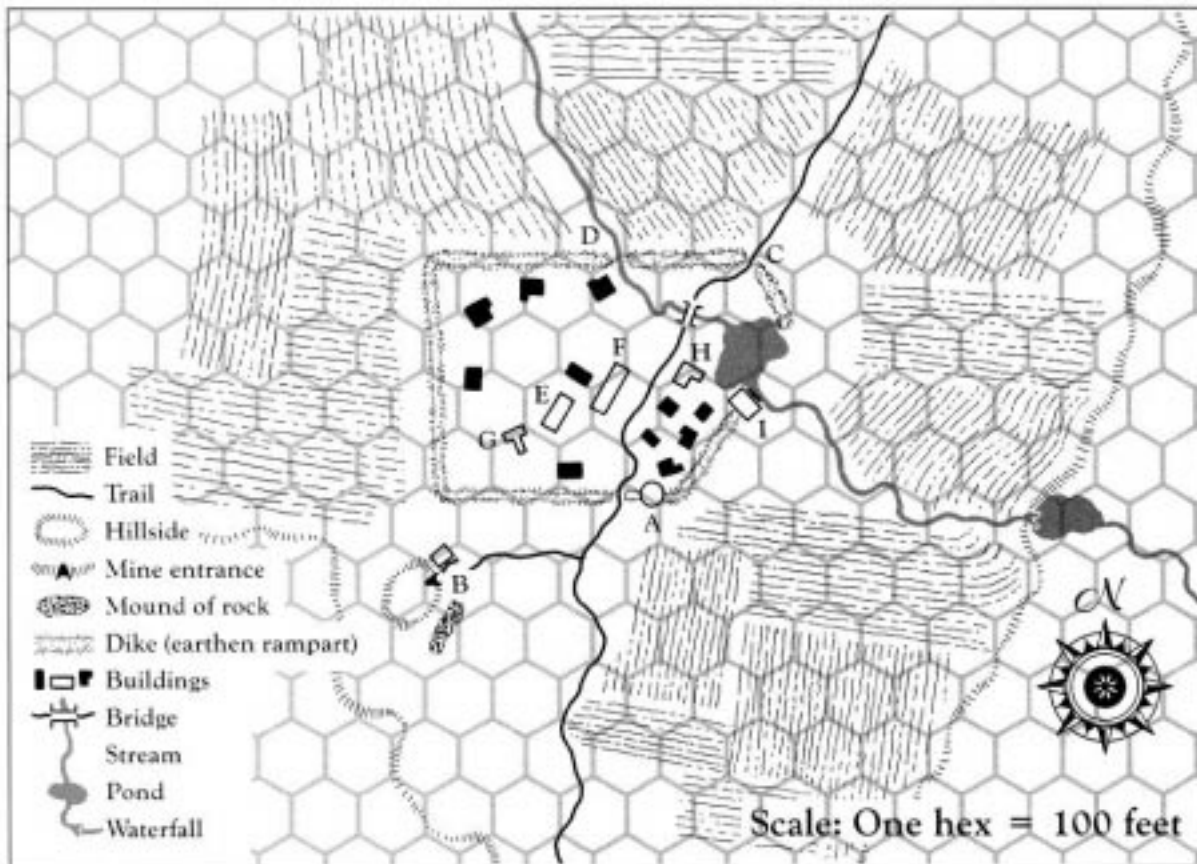 D
C
F
H
E
I
G
A
B
Field
Trail
Hillside
Mine entrance
Mound of rock
Dike (earthen rampart)
Buildings
Bridge
Stream
Pond
Waterfall
N
Scale: One hex = 100 feet